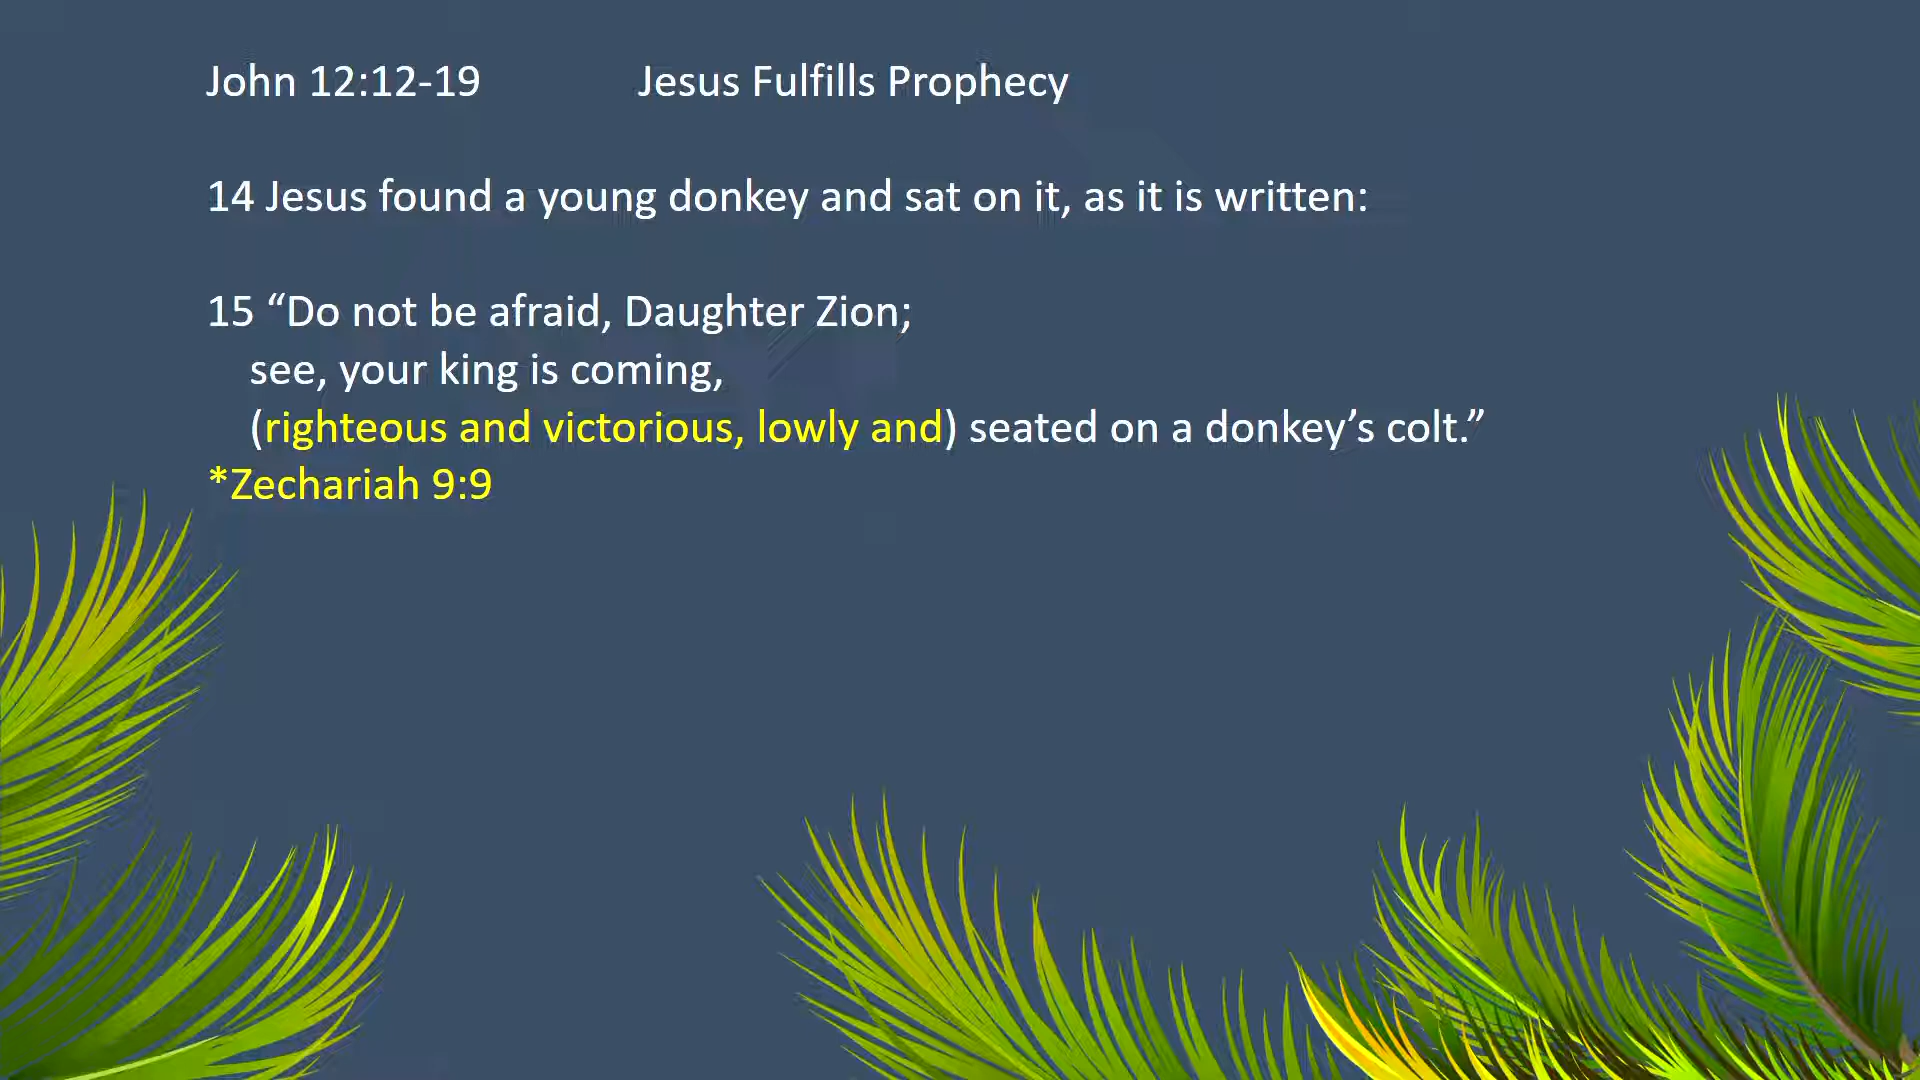 John 12:12-19 Jesus Fulfills Prophecy
14 Jesus found a young donkey and sat on it, as it is written:
15 “Do not be afraid, Daughter Zion;
see, your king is coming,
(righteous and victorious, lowly and) seated on a donkey’s colt.”
*Zechariah 9:9